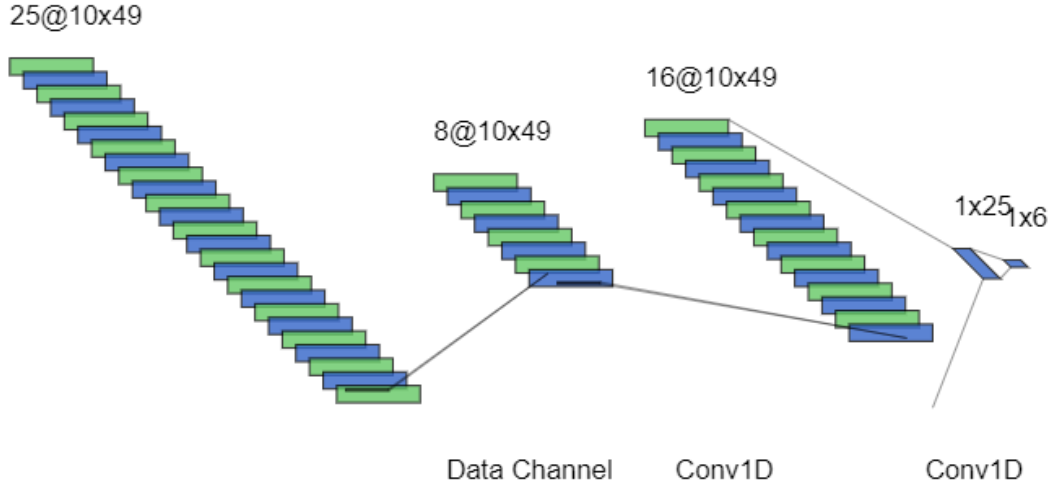 25@10x49
8@10x49
16@10x49
1x25
1x6
Data Channel
Conv1D
Conv1D